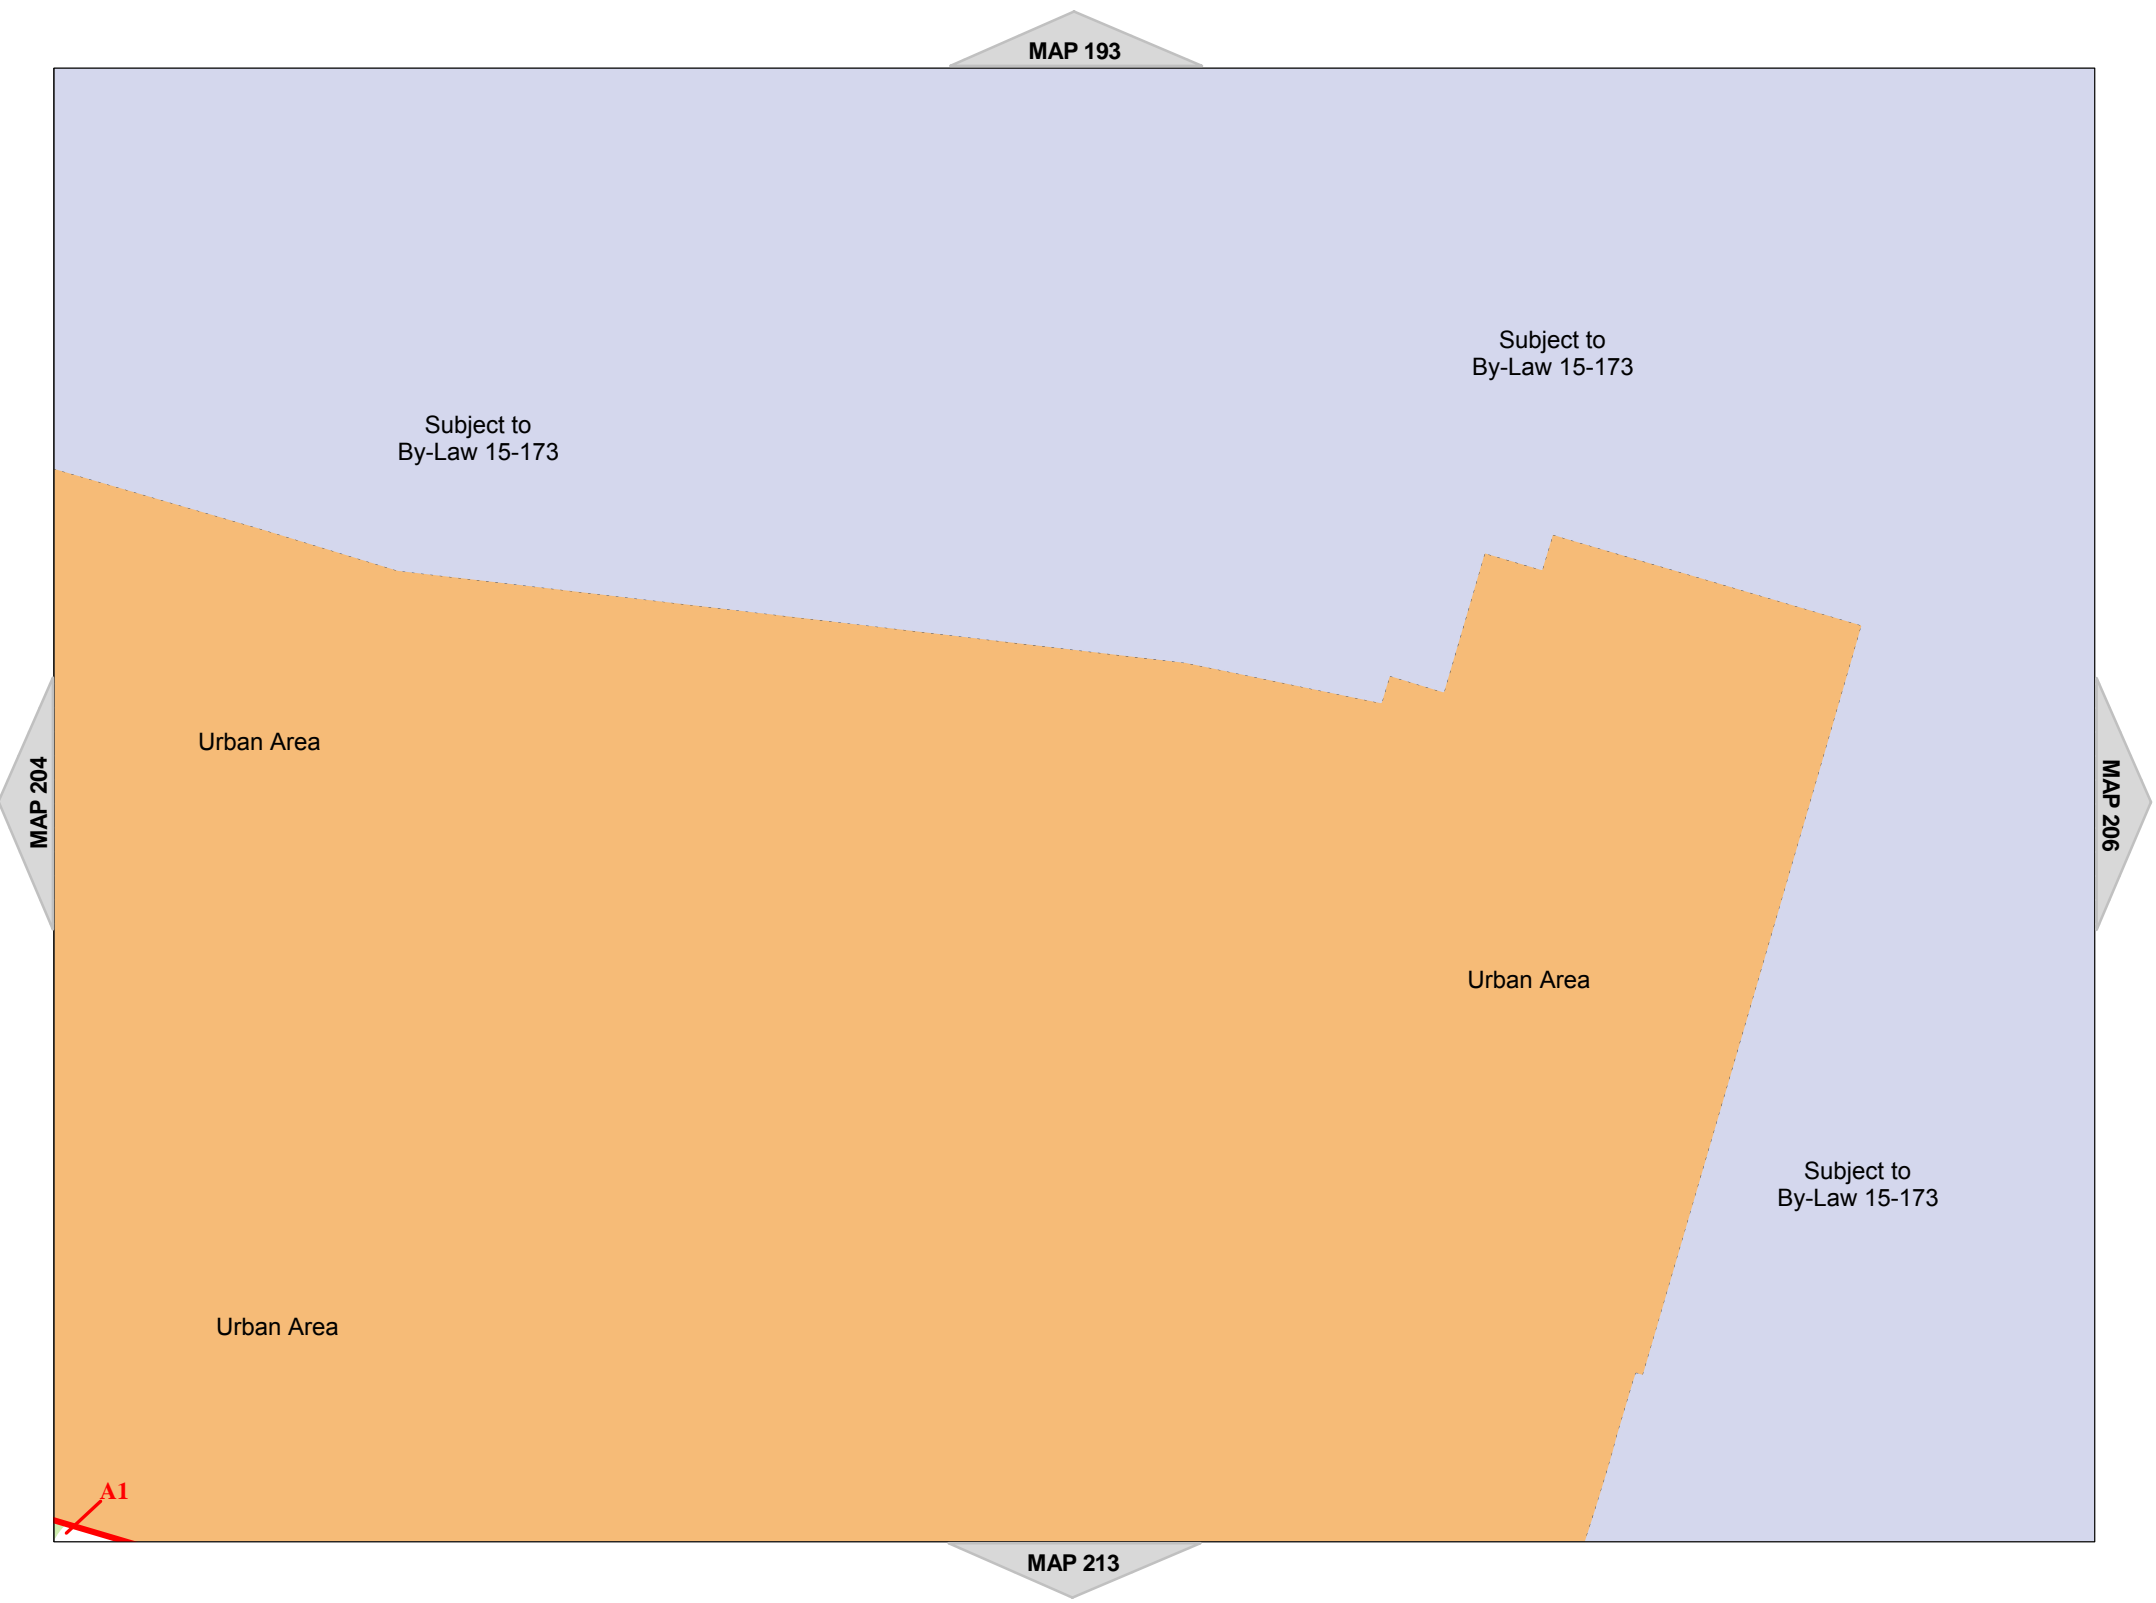 MAP 193
Subject to
By-Law 15-173
Subject to
By-Law 15-173
Urban Area
MAP 204
MAP 206
Urban Area
Subject to
By-Law 15-173
Urban Area
A1
MAP 213